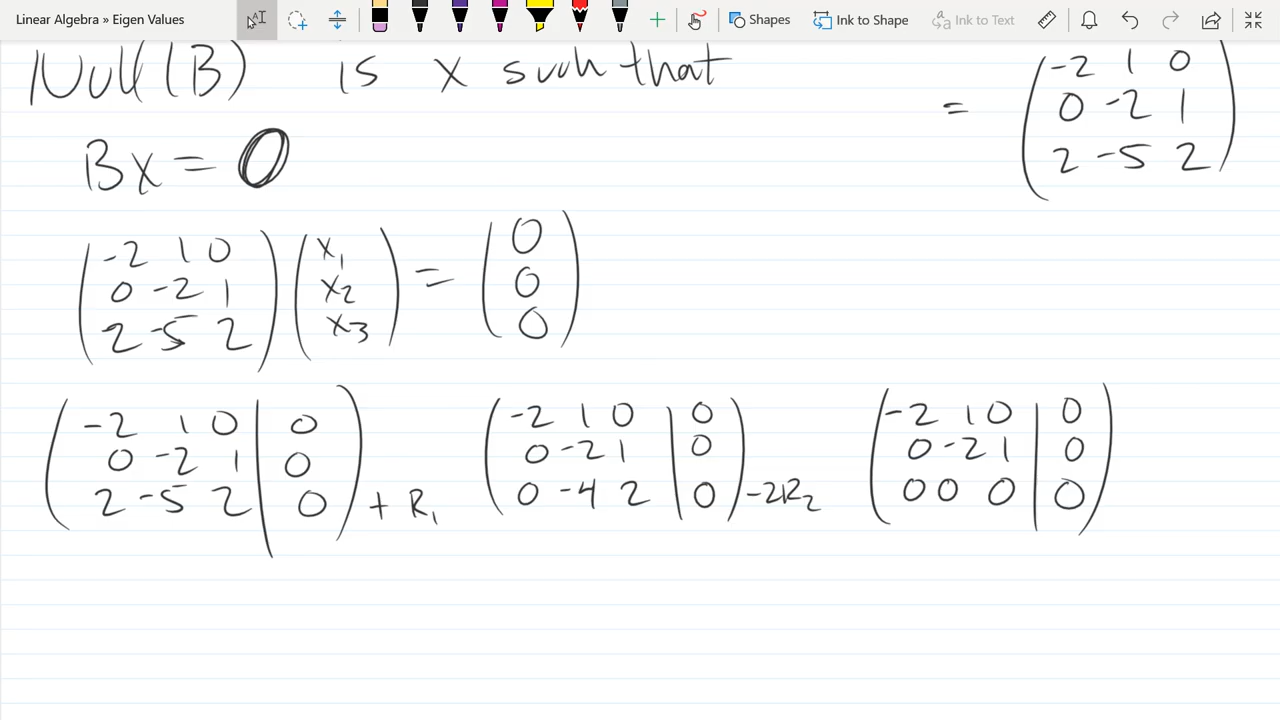 Linear Algebra » Eigen Values
Shapes Ink to Shape Ink to Text
Null(B) is x such that
Bx = 0
= (-2 1 0
0 -2 1
2 -5 2)
(-2 1 0
0 -2 1
2 -5 2) (x1
x2
x3) = (0
0
0)
(-2 1 0 | 0
0 -2 1 | 0
2 -5 2 | 0) + R1
(-2 1 0 | 0
0 -2 1 | 0
0 -4 2 | 0) -2R2
(-2 1 0 | 0
0 -2 1 | 0
0 0 0 | 0)